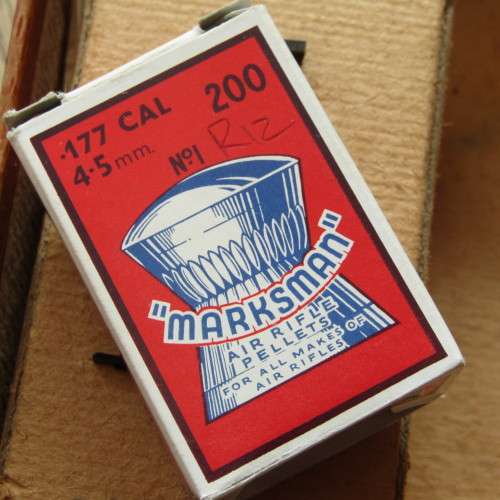 .177 CAL 200
4.5 mm. Nº1 R12
"MARKSMAN"
AIR RIFLE
PELLETS
FOR ALL MAKES OF
AIR RIFLES